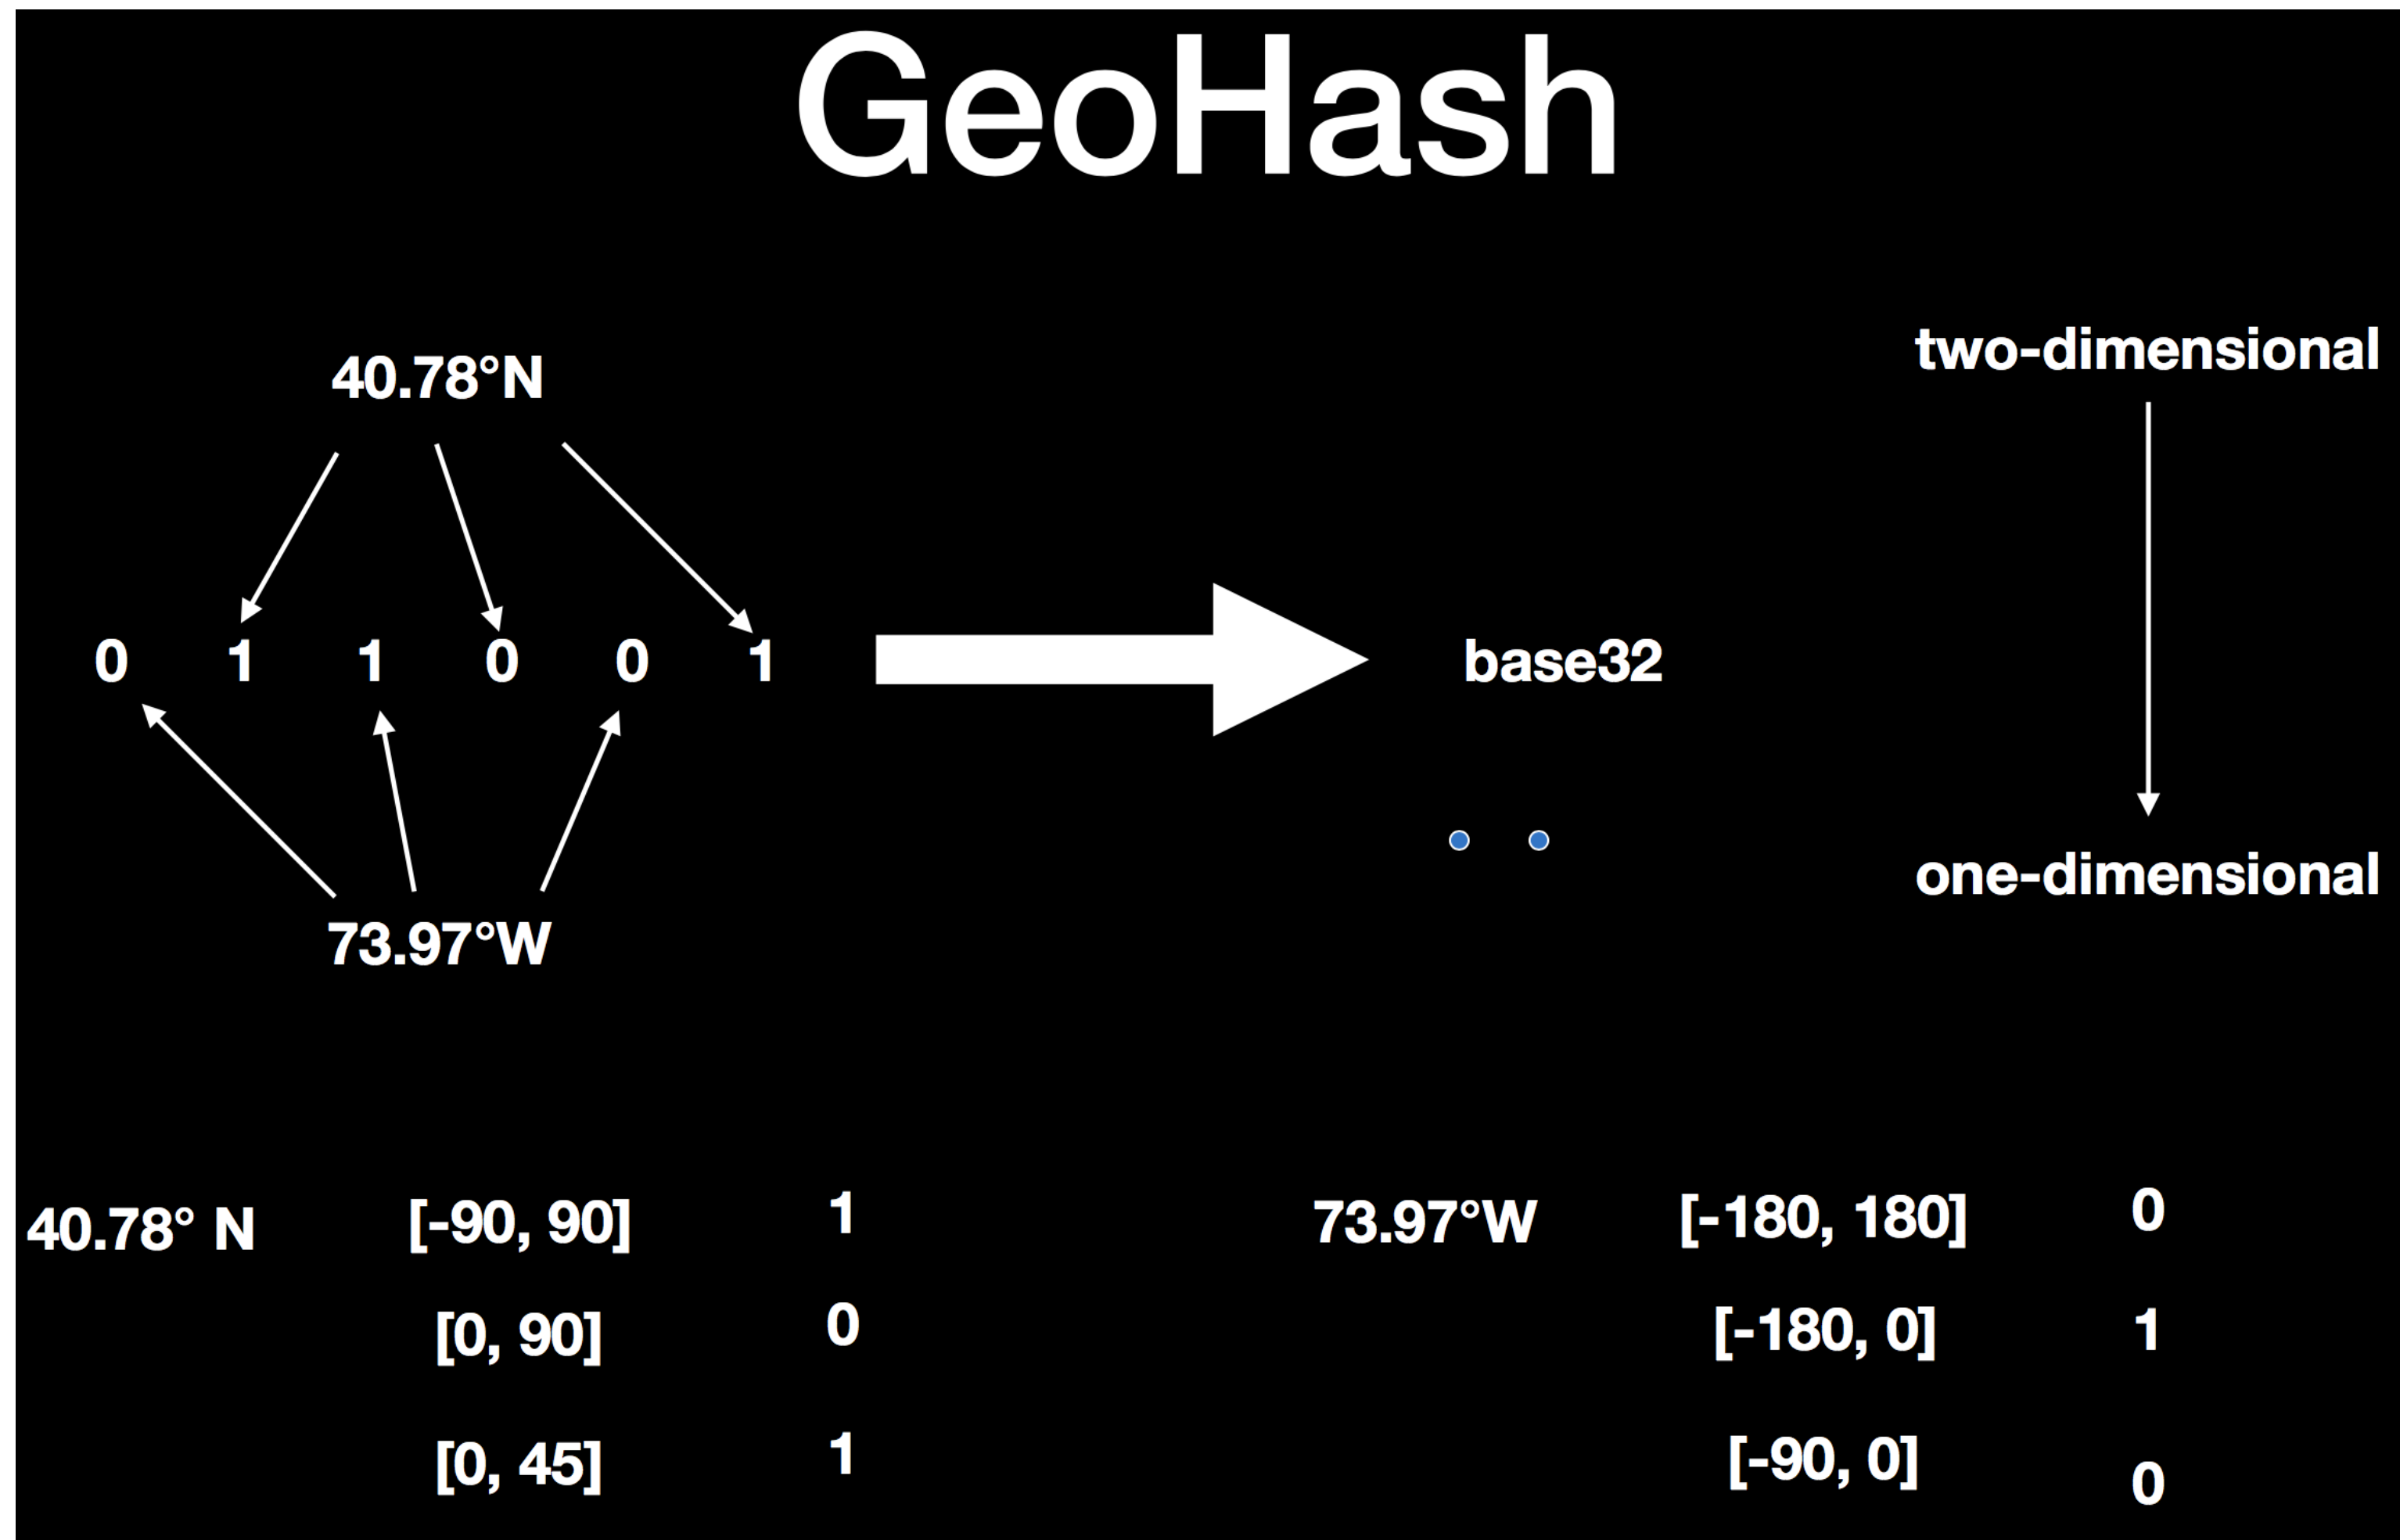 GeoHash
two-dimensional
40.78°N
0 1 1 0 0 1
base32
one-dimensional
73.97°W
40.78° N [-90, 90] 1
[0, 90] 0
[0, 45] 1
73.97°W [-180, 180] 0
[-180, 0] 1
[-90, 0] 0